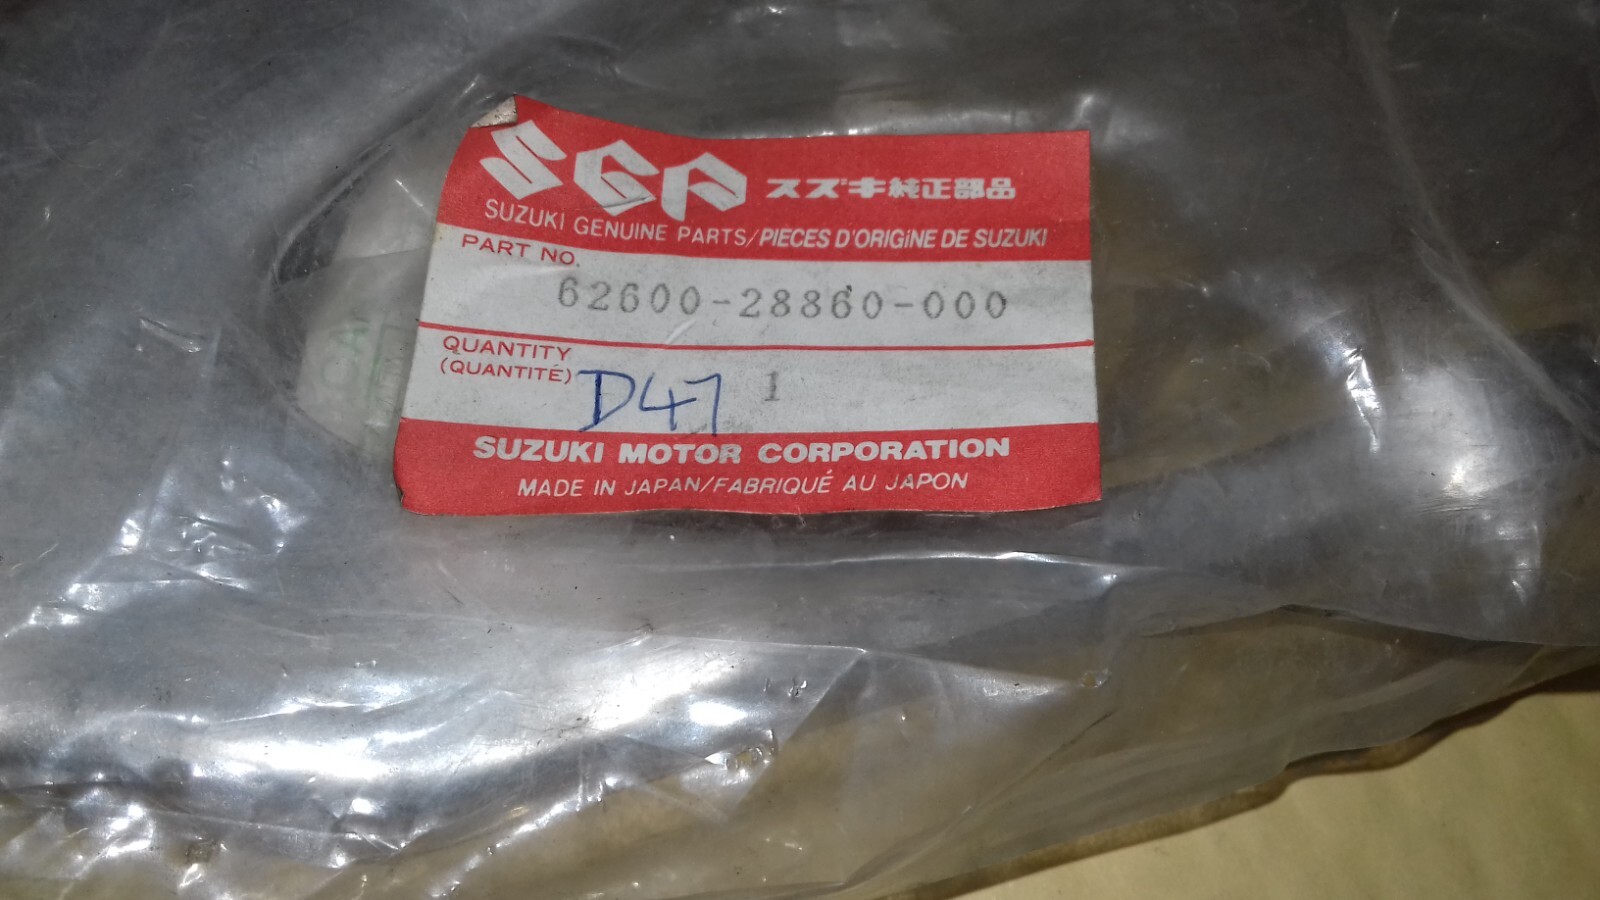 SGP スズキ純正部品
SUZUKI GENUINE PARTS/PIECES D'ORIGINE DE SUZUKI
PART NO.
62600-28860-000
QUANTITY
(QUANTITÉ)
D47 1
SUZUKI MOTOR CORPORATION
MADE IN JAPAN/FABRIQUÉ AU JAPON